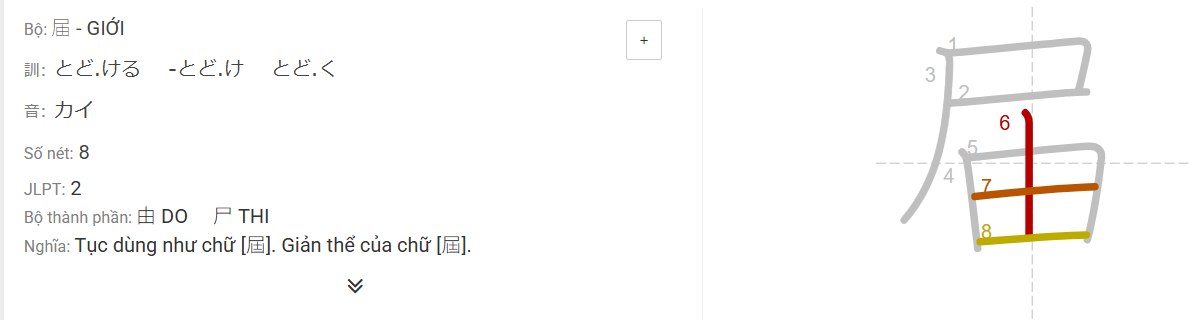 Bộ: 届 - GIỚI
+
訓: とど.ける -とど.け とど.く
音: カイ
Số nét: 8
JLPT: 2
Bộ thành phần: 由 DO 尸 THI
Nghĩa: Tục dùng như chữ [屆]. Giản thể của chữ [屆].
届
1
2
3
4
5
6
7
8